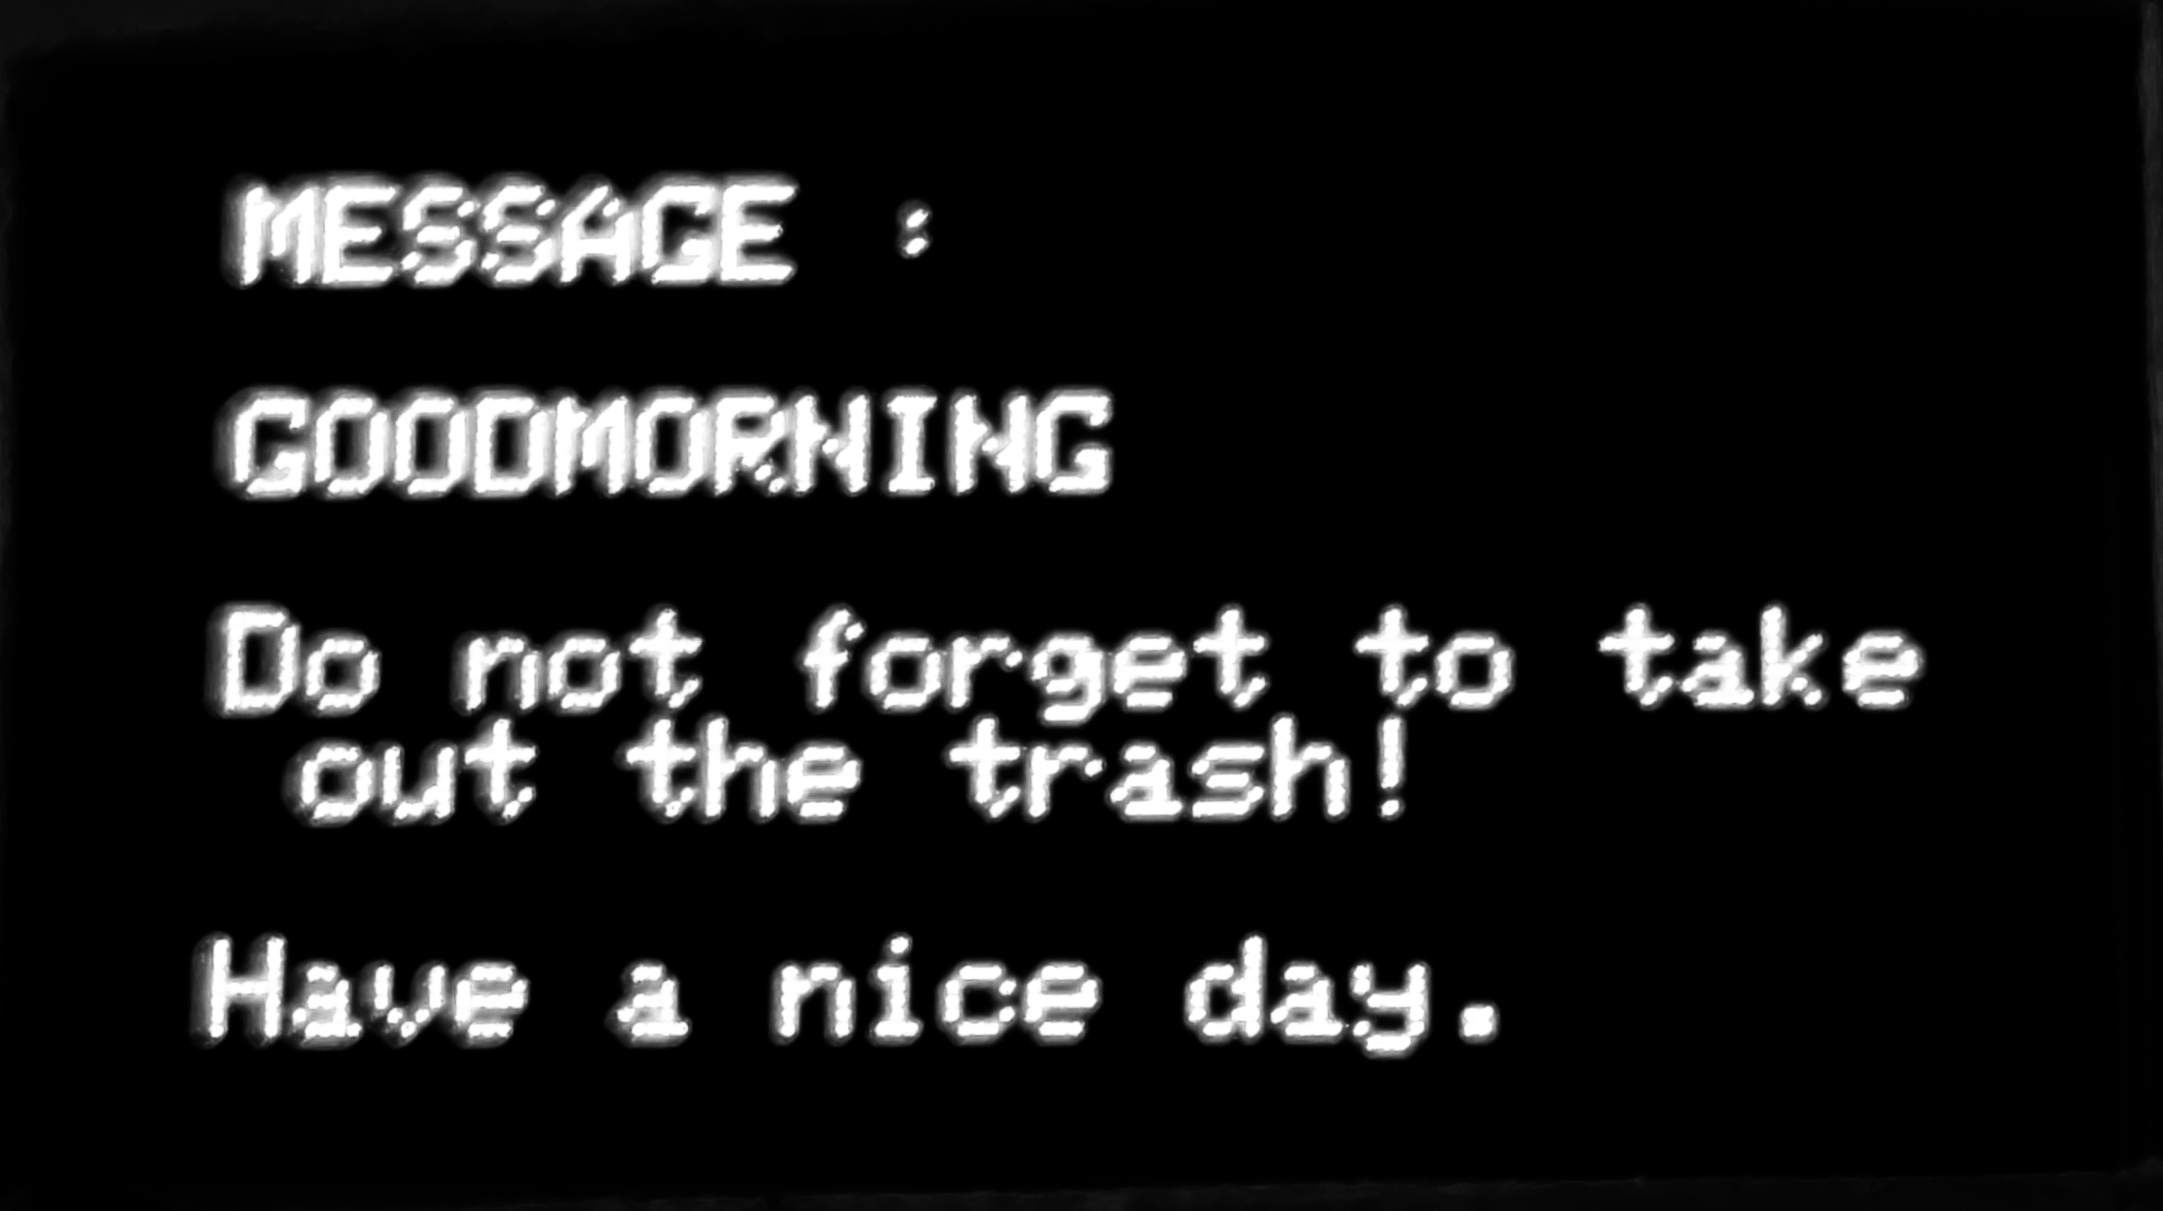 MESSAGE :
GOODMORNING
Do not forget to take
out the trash!
Have a nice day.